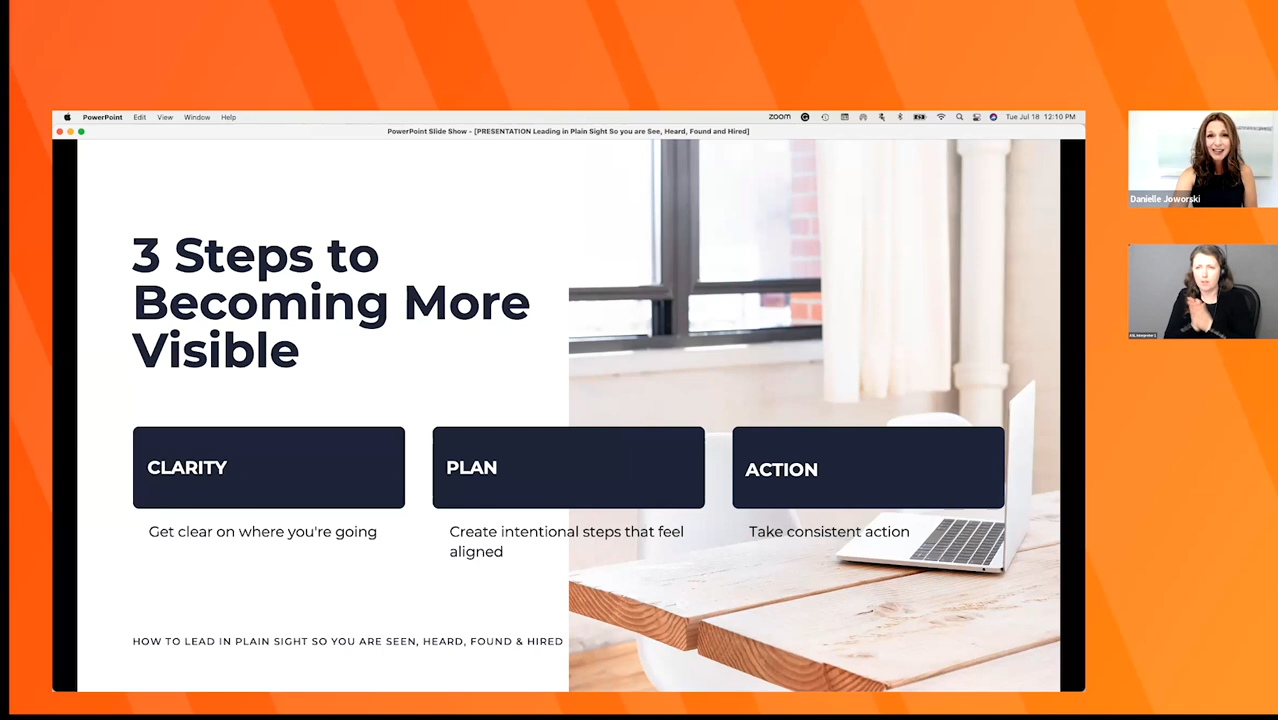 PowerPoint Edit View Window Help
zoom
Tue Jul 18 12:10 PM
PowerPoint Slide Show - [PRESENTATION Leading in Plain Sight So you are See, Heard, Found and Hired]
3 Steps to
Becoming More
Visible
CLARITY
PLAN
ACTION
Get clear on where you're going
Create intentional steps that feel
aligned
Take consistent action
HOW TO LEAD IN PLAIN SIGHT SO YOU ARE SEEN, HEARD, FOUND & HIRED
Danielle Joworski
ASL Interpreter